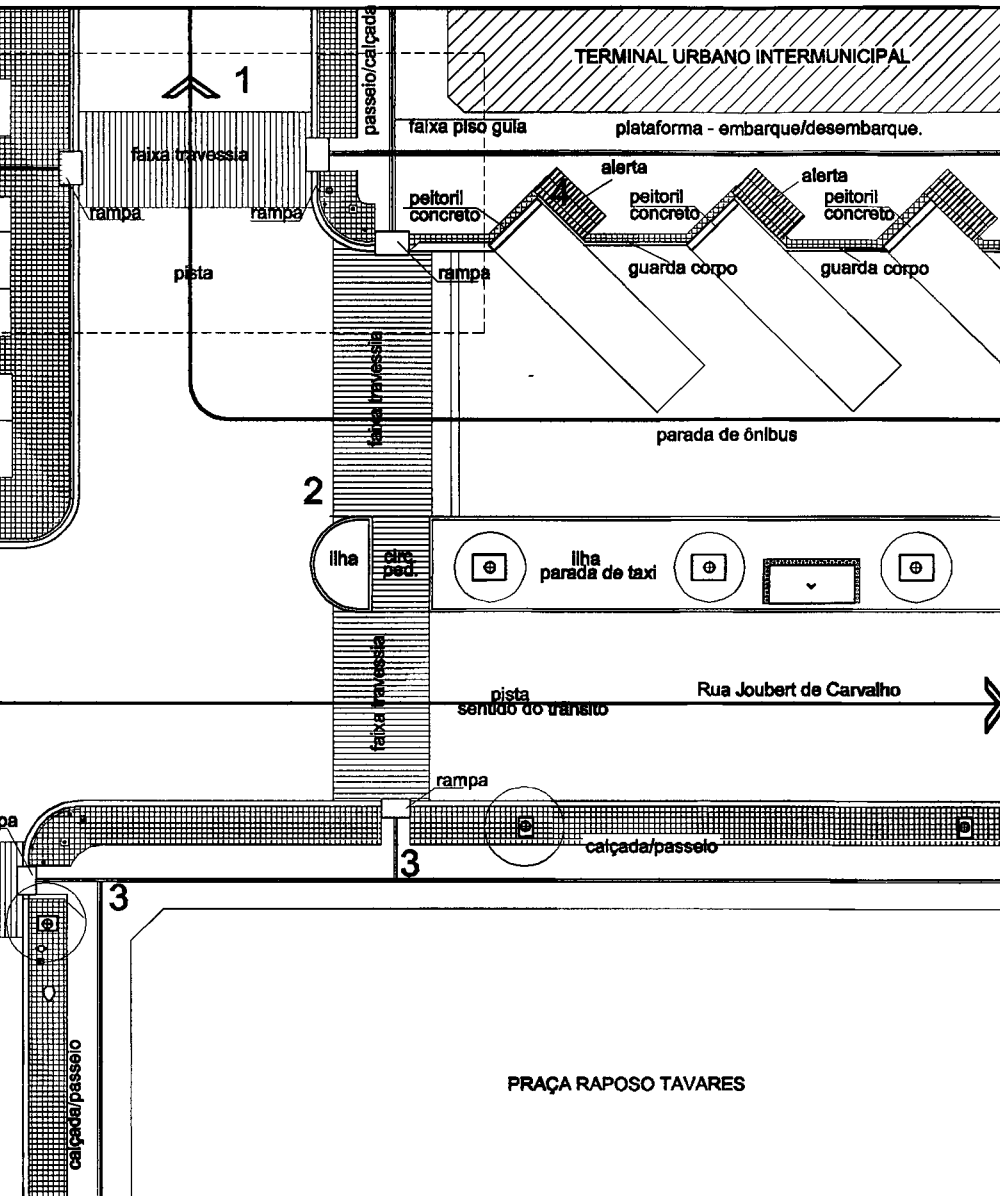 passeio/calçada
TERMINAL URBANO INTERMUNICIPAL
1
faixa piso guia
plataforma - embarque/desembarque.
faixa travessia
alerta
alerta
4
peitoril
concreto
peitoril
concreto
peitoril
concreto
rampa
rampa
pista
rampa
guarda corpo
guarda corpo
faixa travessia
parada de ônibus
2
ilha
circ.
ped.
ilha
parada de taxi
faixa travessia
pista
sentido do trânsito
Rua Joubert de Carvalho
rampa
pa
calçada/passeio
3
3
calçada/passeio
PRAÇA RAPOSO TAVARES